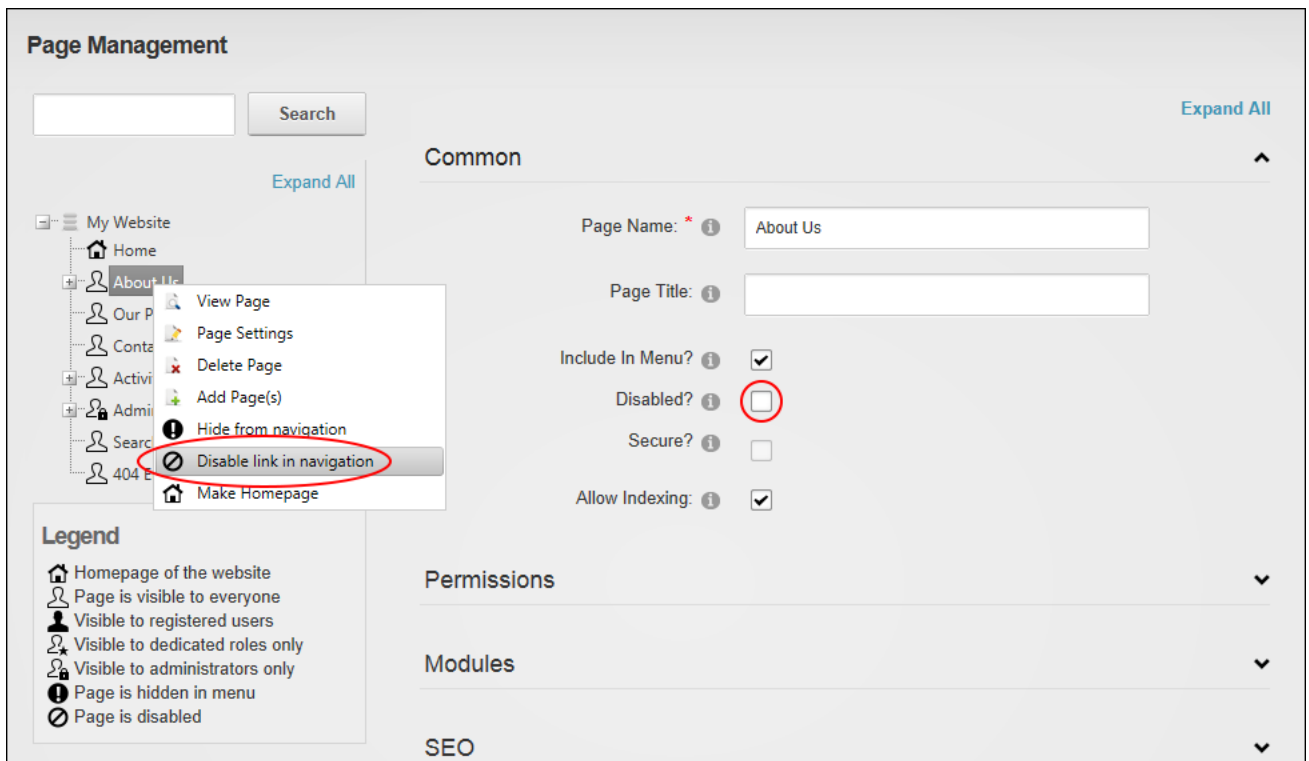 Page Management
Search
Expand All
My Website
Home
About Us
Our P
Conta
Activi
Admi
Searc
404 E
View Page
Page Settings
Delete Page
Add Page(s)
Hide from navigation
Disable link in navigation
Make Homepage
Legend
Homepage of the website
Page is visible to everyone
Visible to registered users
Visible to dedicated roles only
Visible to administrators only
Page is hidden in menu
Page is disabled
Expand All
Common
Page Name: * About Us
Page Title:
Include In Menu?
Disabled?
Secure?
Allow Indexing:
Permissions
Modules
SEO